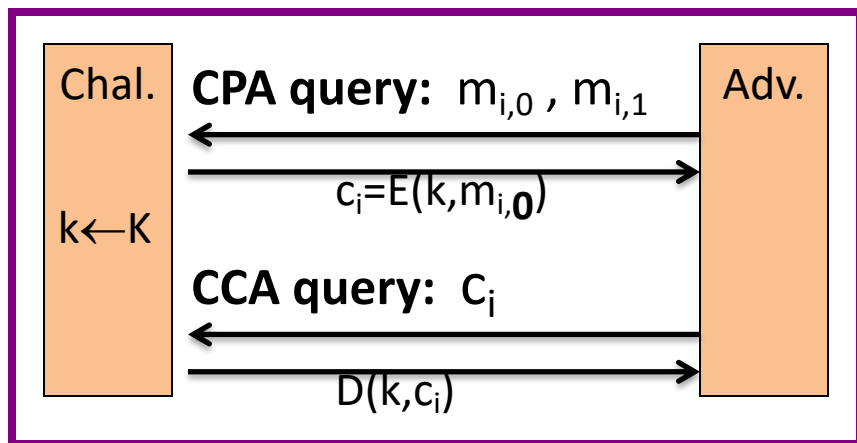 Chal.
k←K
CPA query: mᵢ,₀ , mᵢ,₁
cᵢ=E(k,mᵢ,₀)
CCA query: cᵢ
D(k,cᵢ)
Adv.